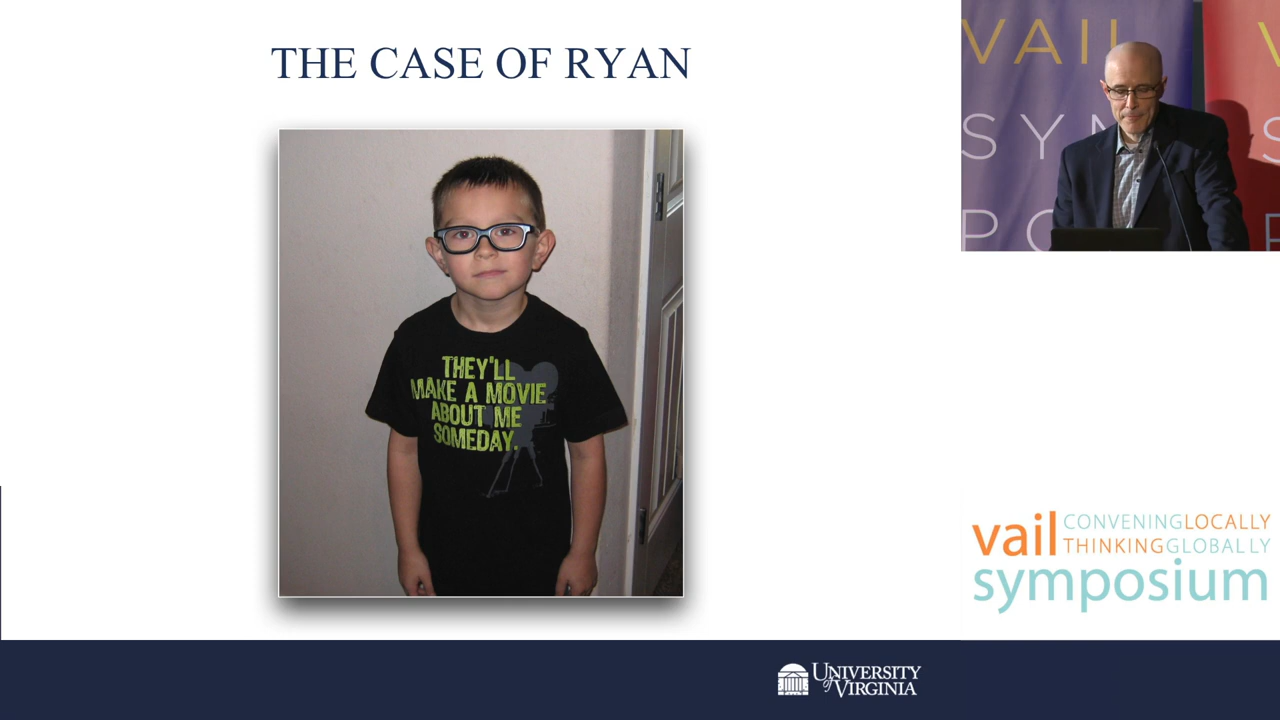 THE CASE OF RYAN
THEY'LL
MAKE A MOVIE
ABOUT ME
SOMEDAY.
VAIL
SYM
PO
V
S
P
vail CONVENINGLOCALLY
THINKINGGLOBALLY
symposium
UNIVERSITY
of VIRGINIA